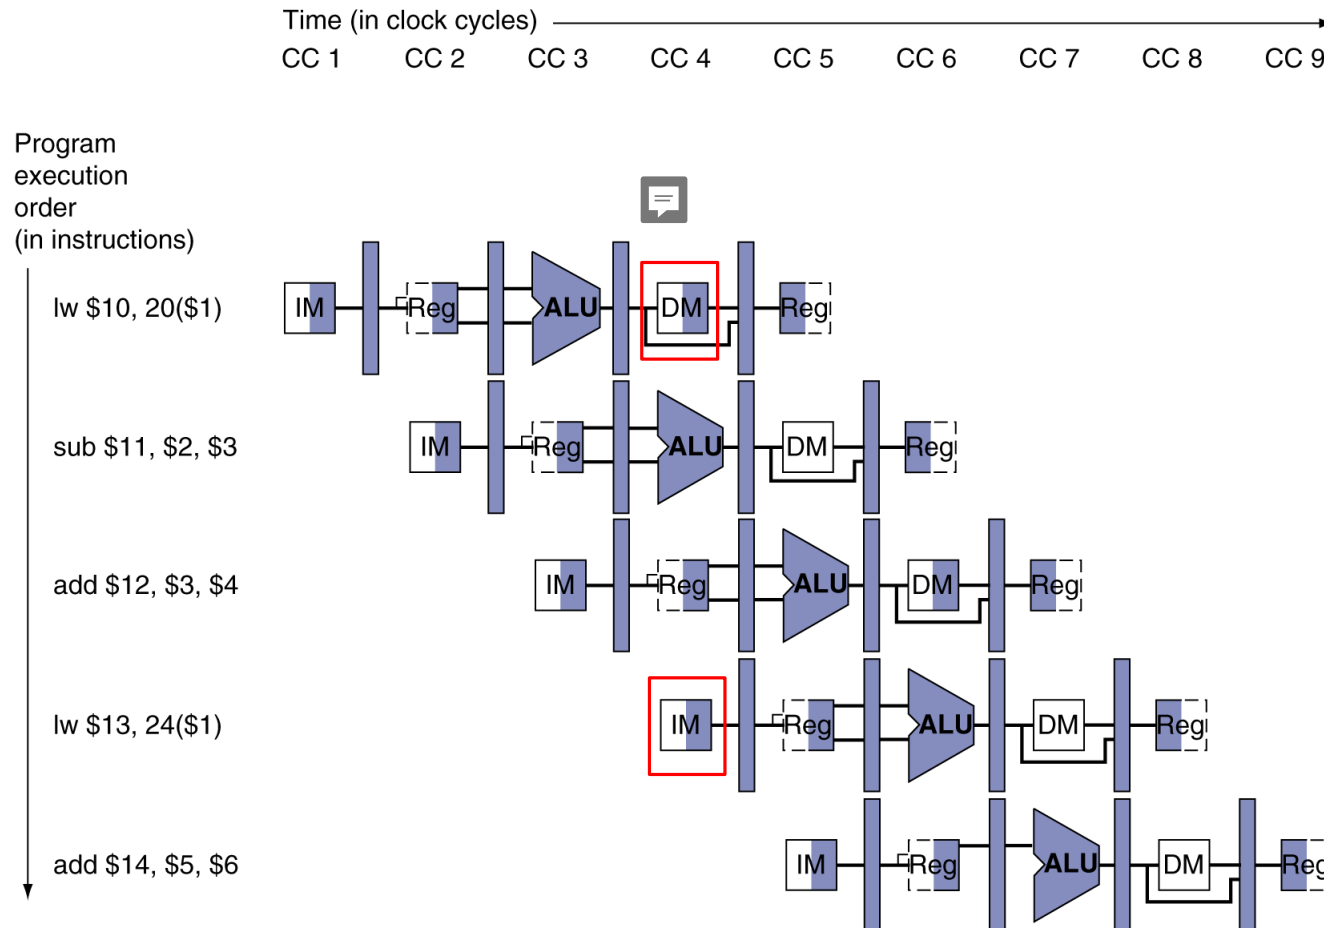 Time (in clock cycles)
CC 1 CC 2 CC 3 CC 4 CC 5 CC 6 CC 7 CC 8 CC 9
Program
execution
order
(in instructions)
lw $10, 20($1) IM Reg ALU DM Reg
sub $11, $2, $3 IM Reg ALU DM Reg
add $12, $3, $4 IM Reg ALU DM Reg
lw $13, 24($1) IM Reg ALU DM Reg
add $14, $5, $6 IM Reg ALU DM Reg